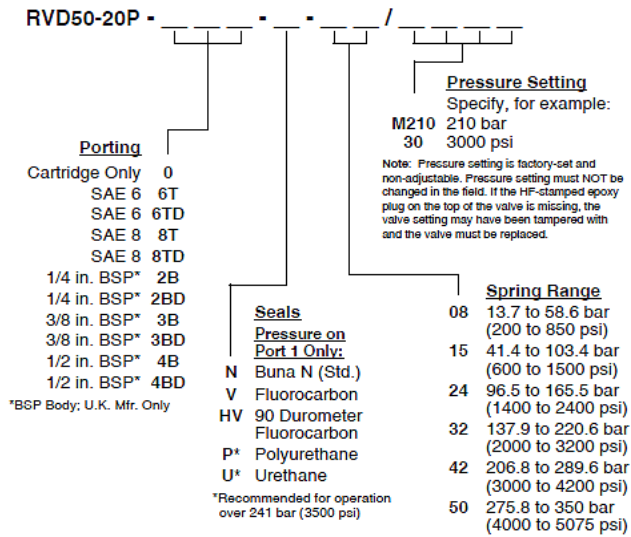 RVD50-20P - ___ ___ ___ - ___ - ___ ___ / ___ ___ ___ ___
Pressure Setting
Specify, for example:
M210 210 bar
30 3000 psi
Note: Pressure setting is factory-set and
non-adjustable. Pressure setting must NOT be
changed in the field. If the HF-stamped epoxy
plug on the top of the valve is missing, the
valve setting may have been tampered with
and the valve must be replaced.
Porting
Cartridge Only 0
SAE 6 6T
SAE 6 6TD
SAE 8 8T
SAE 8 8TD
1/4 in. BSP* 2B
1/4 in. BSP* 2BD
3/8 in. BSP* 3B
3/8 in. BSP* 3BD
1/2 in. BSP* 4B
1/2 in. BSP* 4BD
*BSP Body; U.K. Mfr. Only
Seals
Pressure on
Port 1 Only:
N Buna N (Std.)
V Fluorocarbon
HV 90 Durometer
Fluorocarbon
P* Polyurethane
U* Urethane
*Recommended for operation
over 241 bar (3500 psi)
Spring Range
08 13.7 to 58.6 bar
(200 to 850 psi)
15 41.4 to 103.4 bar
(600 to 1500 psi)
24 96.5 to 165.5 bar
(1400 to 2400 psi)
32 137.9 to 220.6 bar
(2000 to 3200 psi)
42 206.8 to 289.6 bar
(3000 to 4200 psi)
50 275.8 to 350 bar
(4000 to 5075 psi)